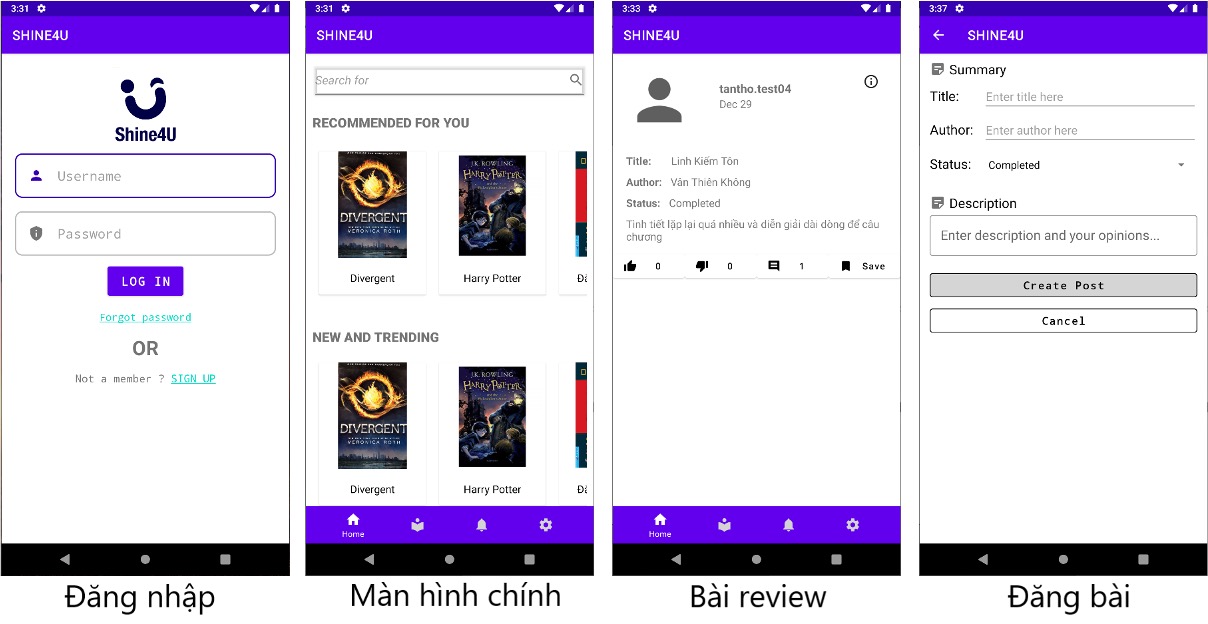 3:31
SHINE4U
Shine4U
Username
Password
LOG IN
Forgot password
OR
Not a member ? SIGN UP
Đăng nhập
3:31
SHINE4U
Search for
RECOMMENDED FOR YOU
DIVERGENT
VERONICA ROTH
J.K. ROWLING
HARRY POTTER
Divergent
Harry Potter
NEW AND TRENDING
DIVERGENT
VERONICA ROTH
J.K. ROWLING
HARRY POTTER
Divergent
Harry Potter
Home
Màn hình chính
3:33
SHINE4U
tantho.test04
Dec 29
Title: Linh Kiếm Tôn
Author: Vân Thiên Không
Status: Completed
Tình tiết lặp lại quá nhiều và diễn giải dài dòng để câu
chương
0 0 1 Save
Home
Bài review
3:37
SHINE4U
Summary
Title: Enter title here
Author: Enter author here
Status: Completed
Description
Enter description and your opinions...
Create Post
Cancel
Đăng bài